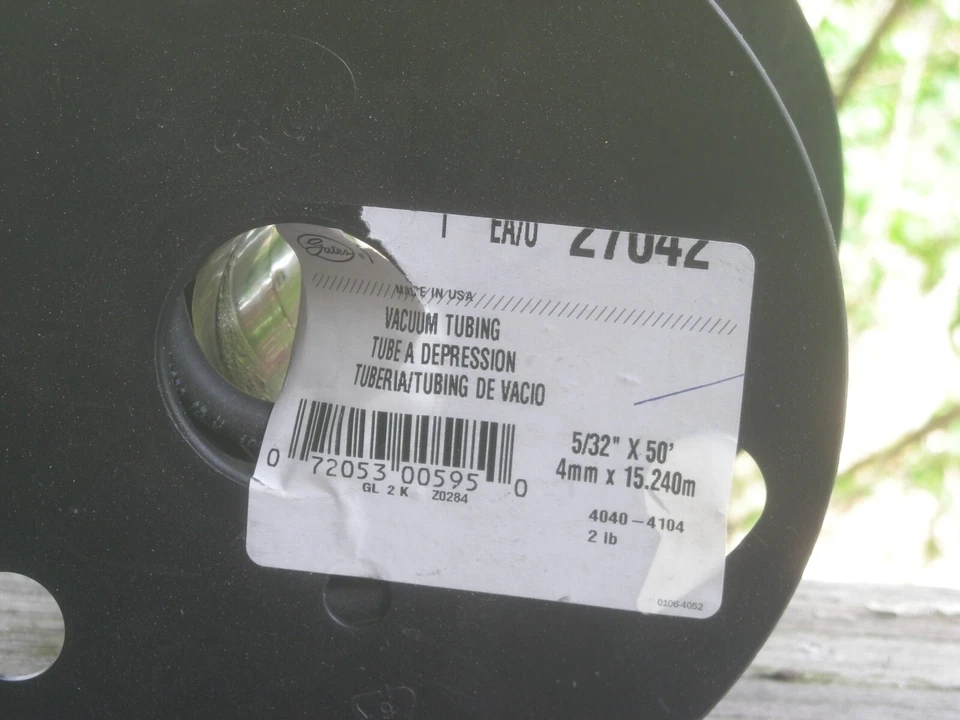 1 EA/U 27042
Gates
MADE IN USA
VACUUM TUBING
TUBE A DEPRESSION
TUBERIA/TUBING DE VACIO
0 72053 00595 0
GL 2 K Z0284
5/32" X 50'
4mm x 15.240m
4040-4104
2 lb
0106-4052